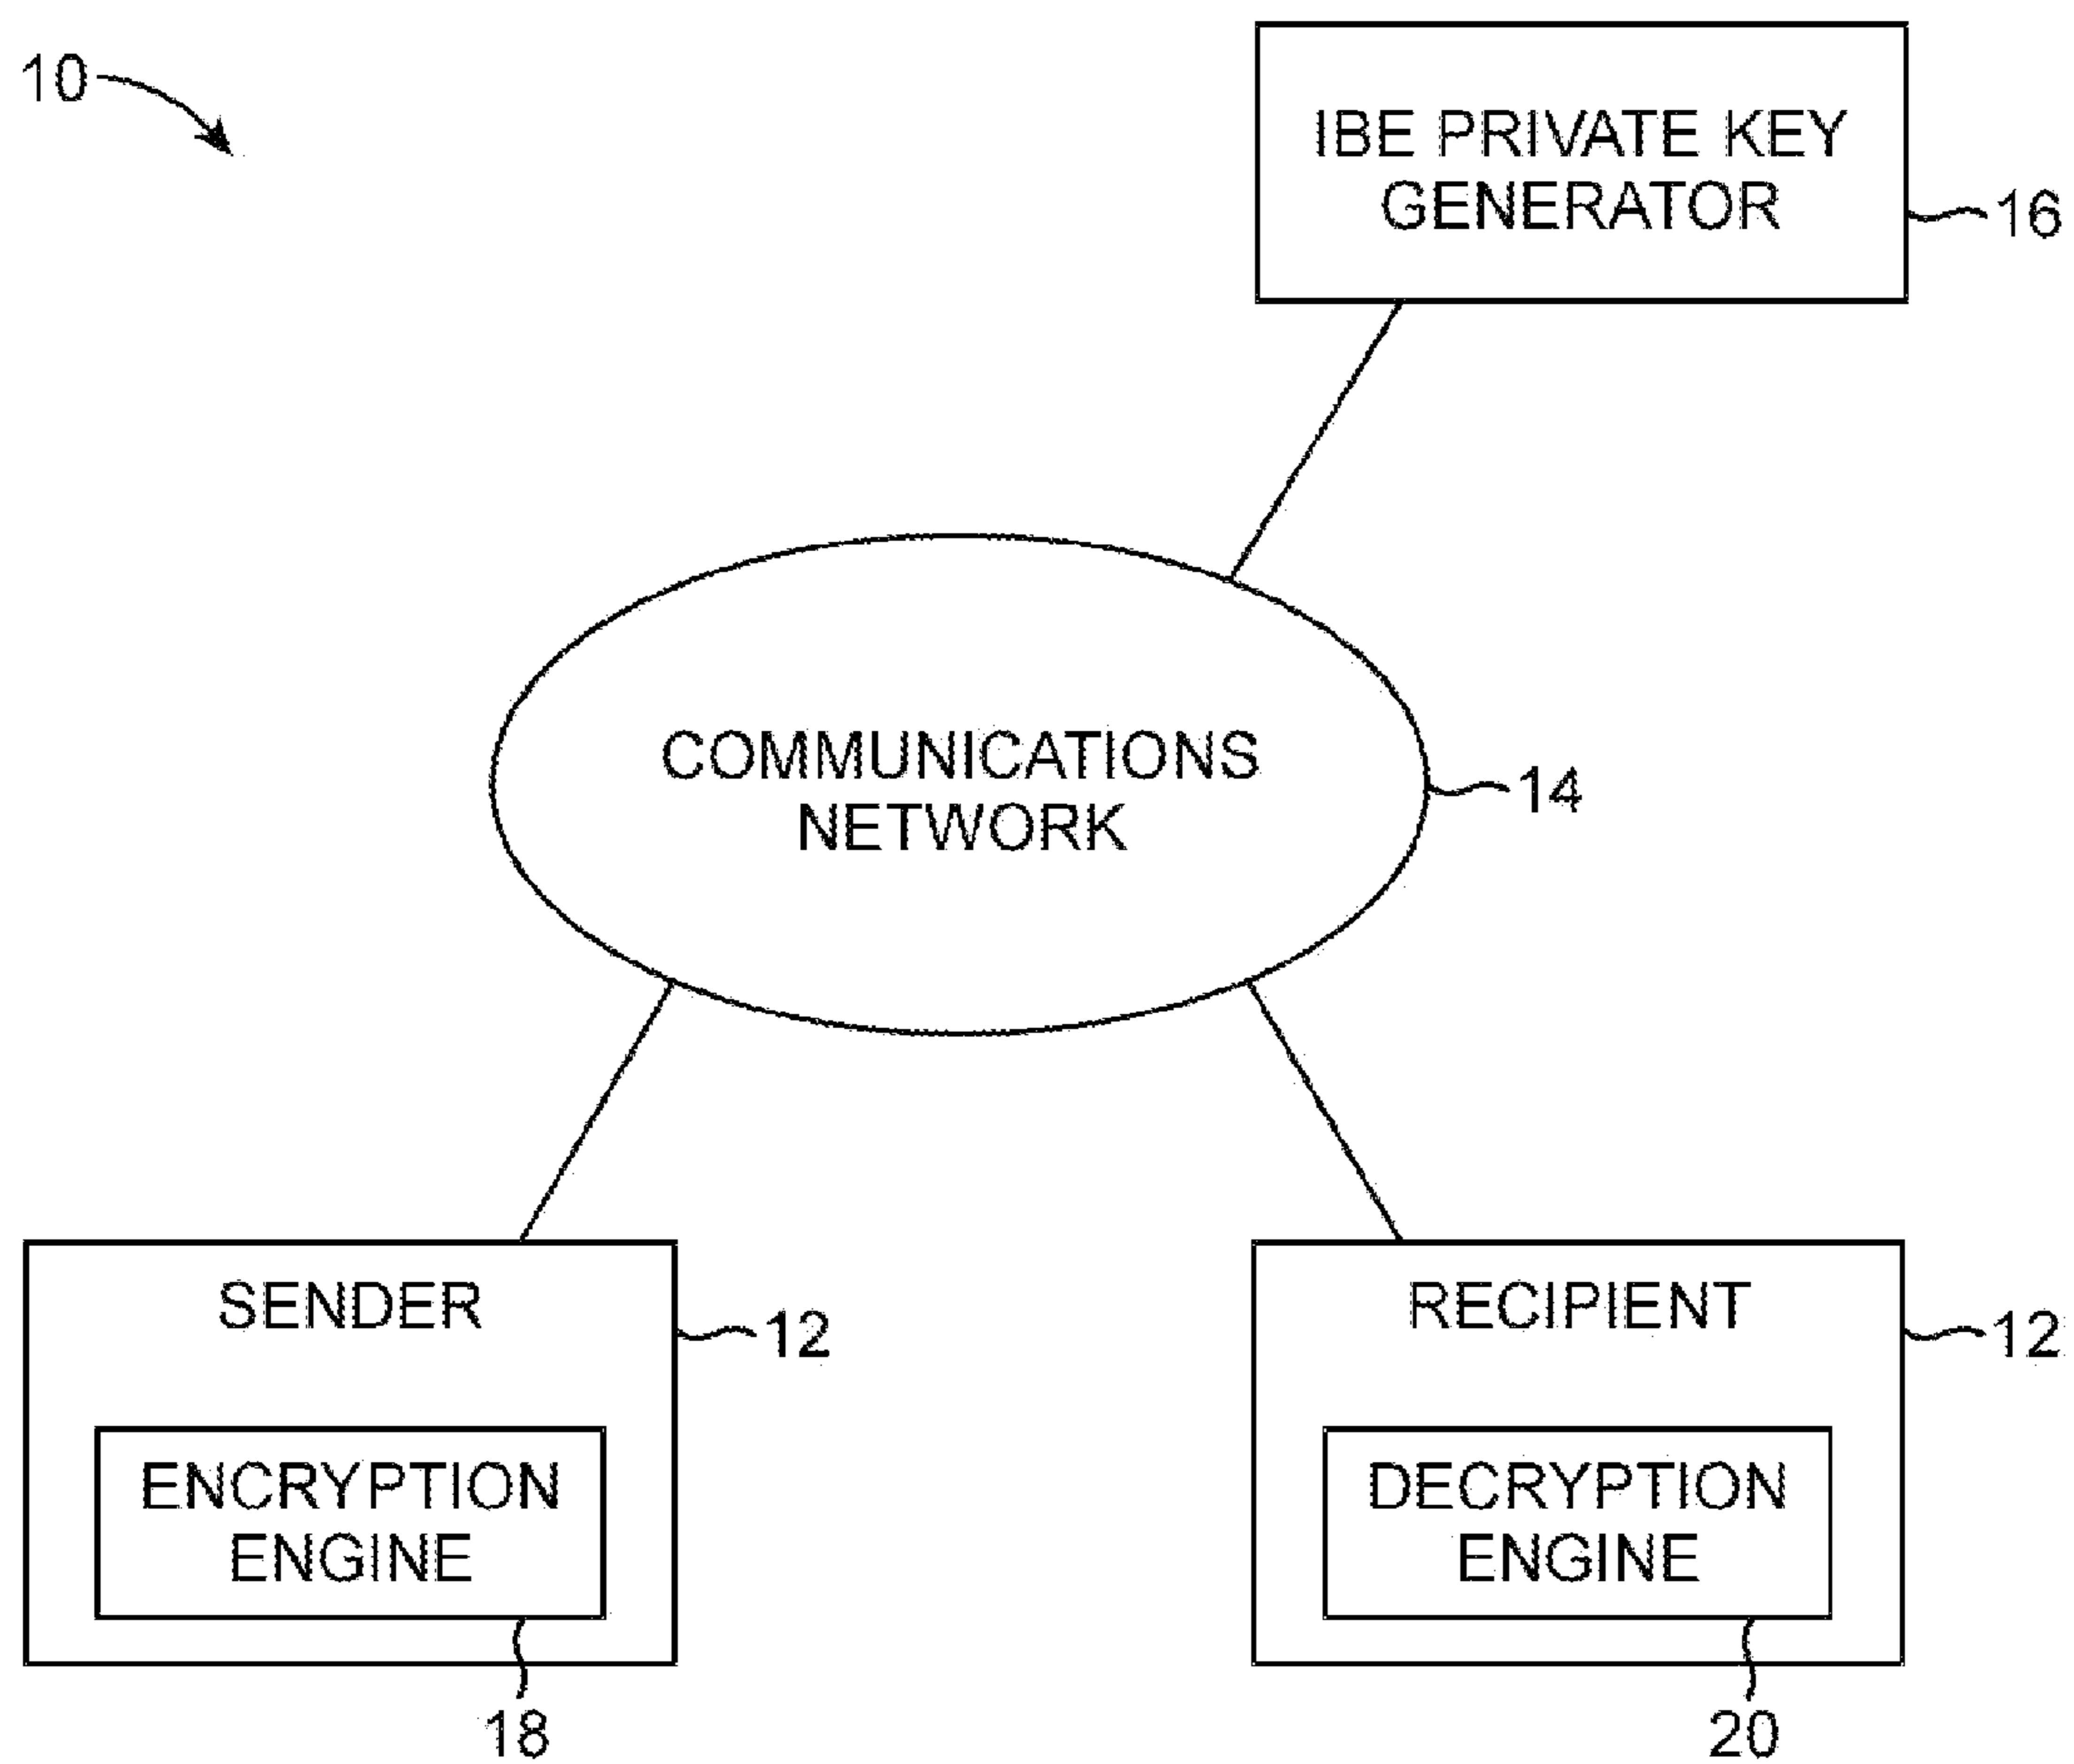 10
IBE PRIVATE KEY
GENERATOR
16
COMMUNICATIONS
NETWORK
14
SENDER
12
ENCRYPTION
ENGINE
18
RECIPIENT
12
DECRYPTION
ENGINE
20